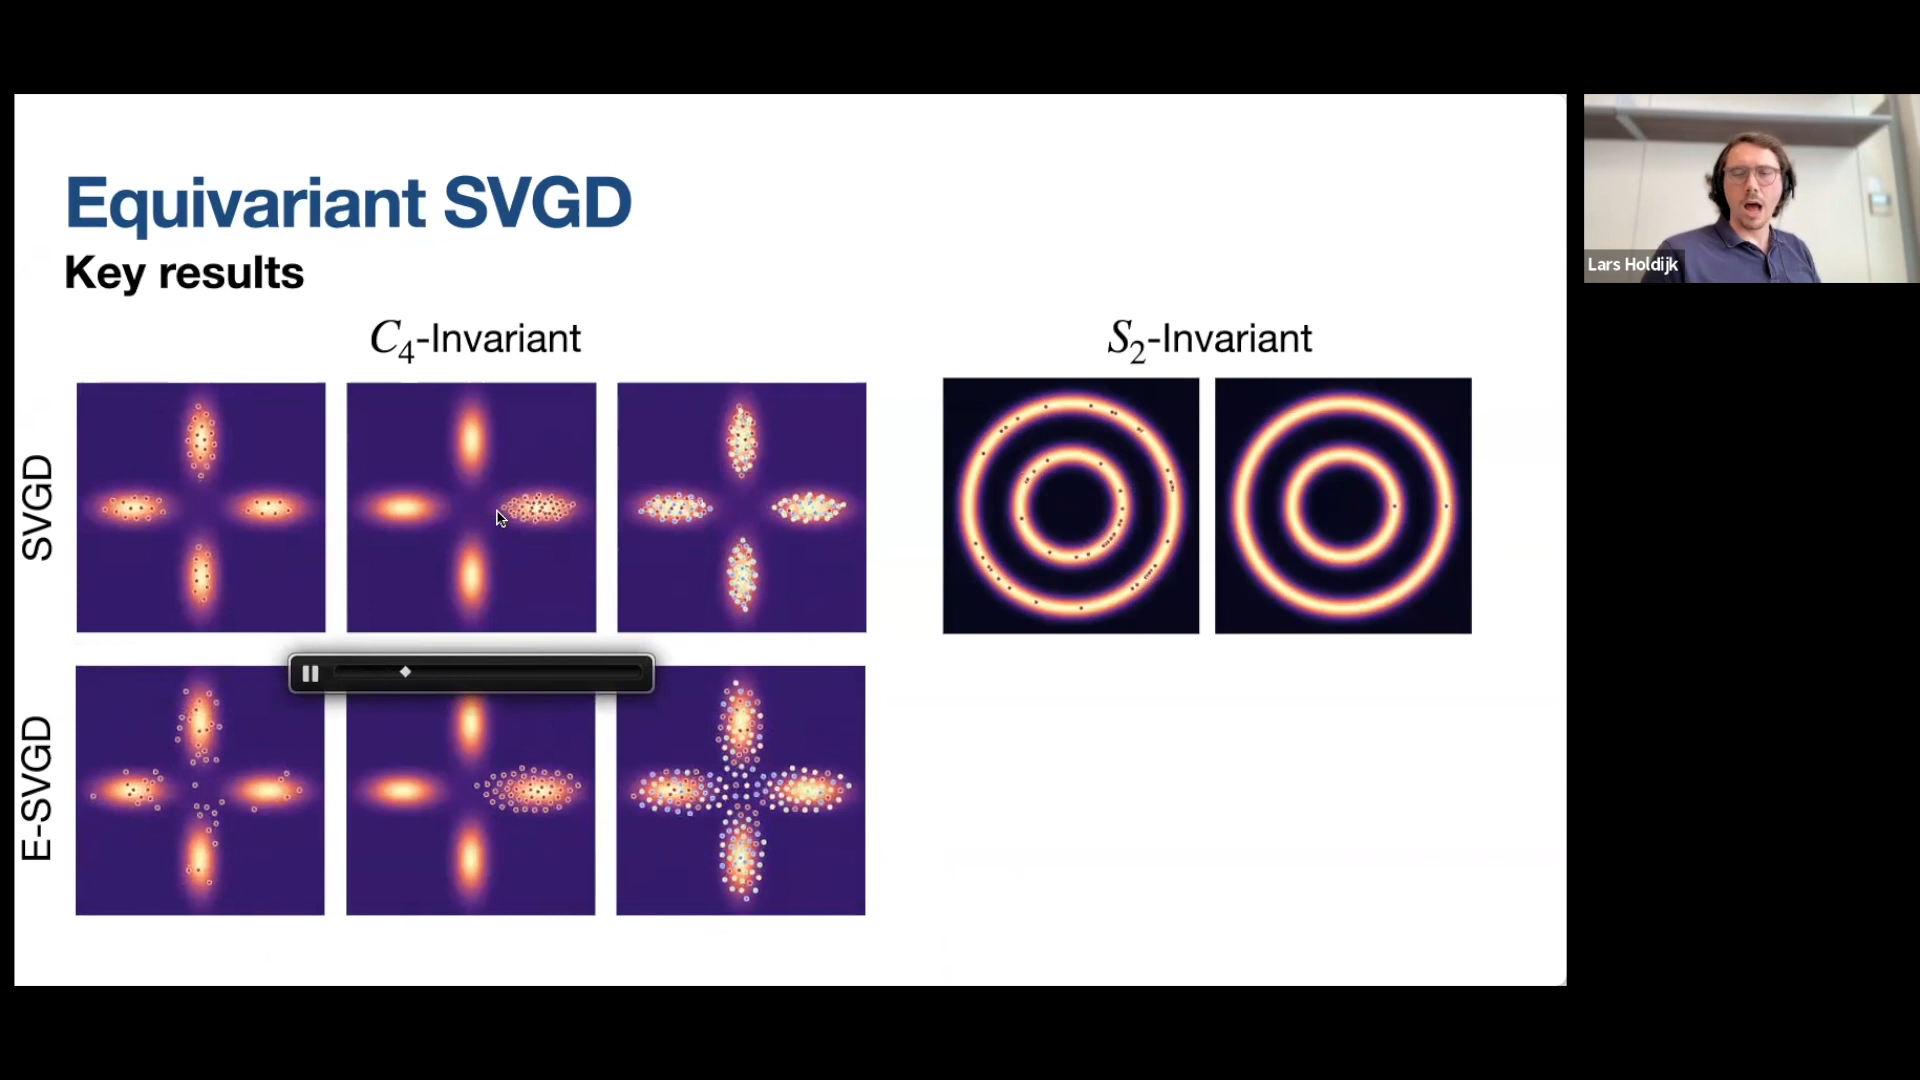 Equivariant SVGD
Key results
C₄-Invariant
S₂-Invariant
SVGD
E-SVGD
Lars Holdijk